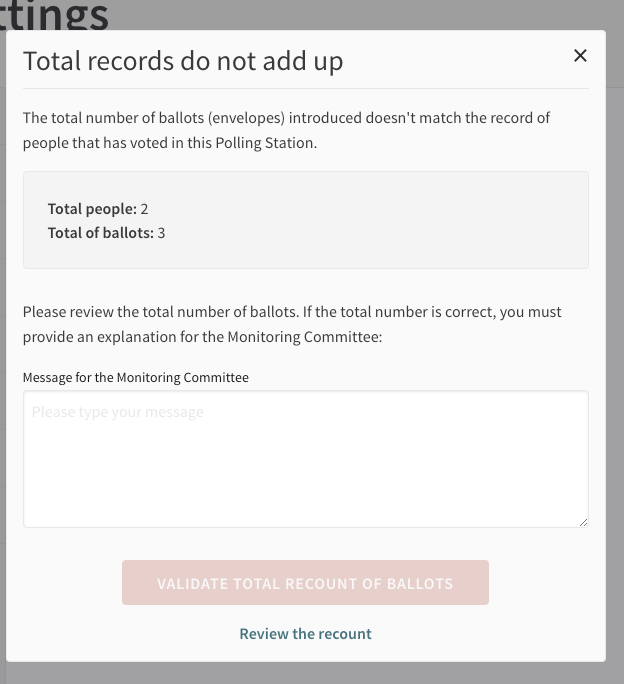 ttings
Total records do not add up
×
The total number of ballots (envelopes) introduced doesn't match the record of
people that has voted in this Polling Station.
Total people: 2
Total of ballots: 3
Please review the total number of ballots. If the total number is correct, you must
provide an explanation for the Monitoring Committee:
Message for the Monitoring Committee
Please type your message
VALIDATE TOTAL RECOUNT OF BALLOTS
Review the recount